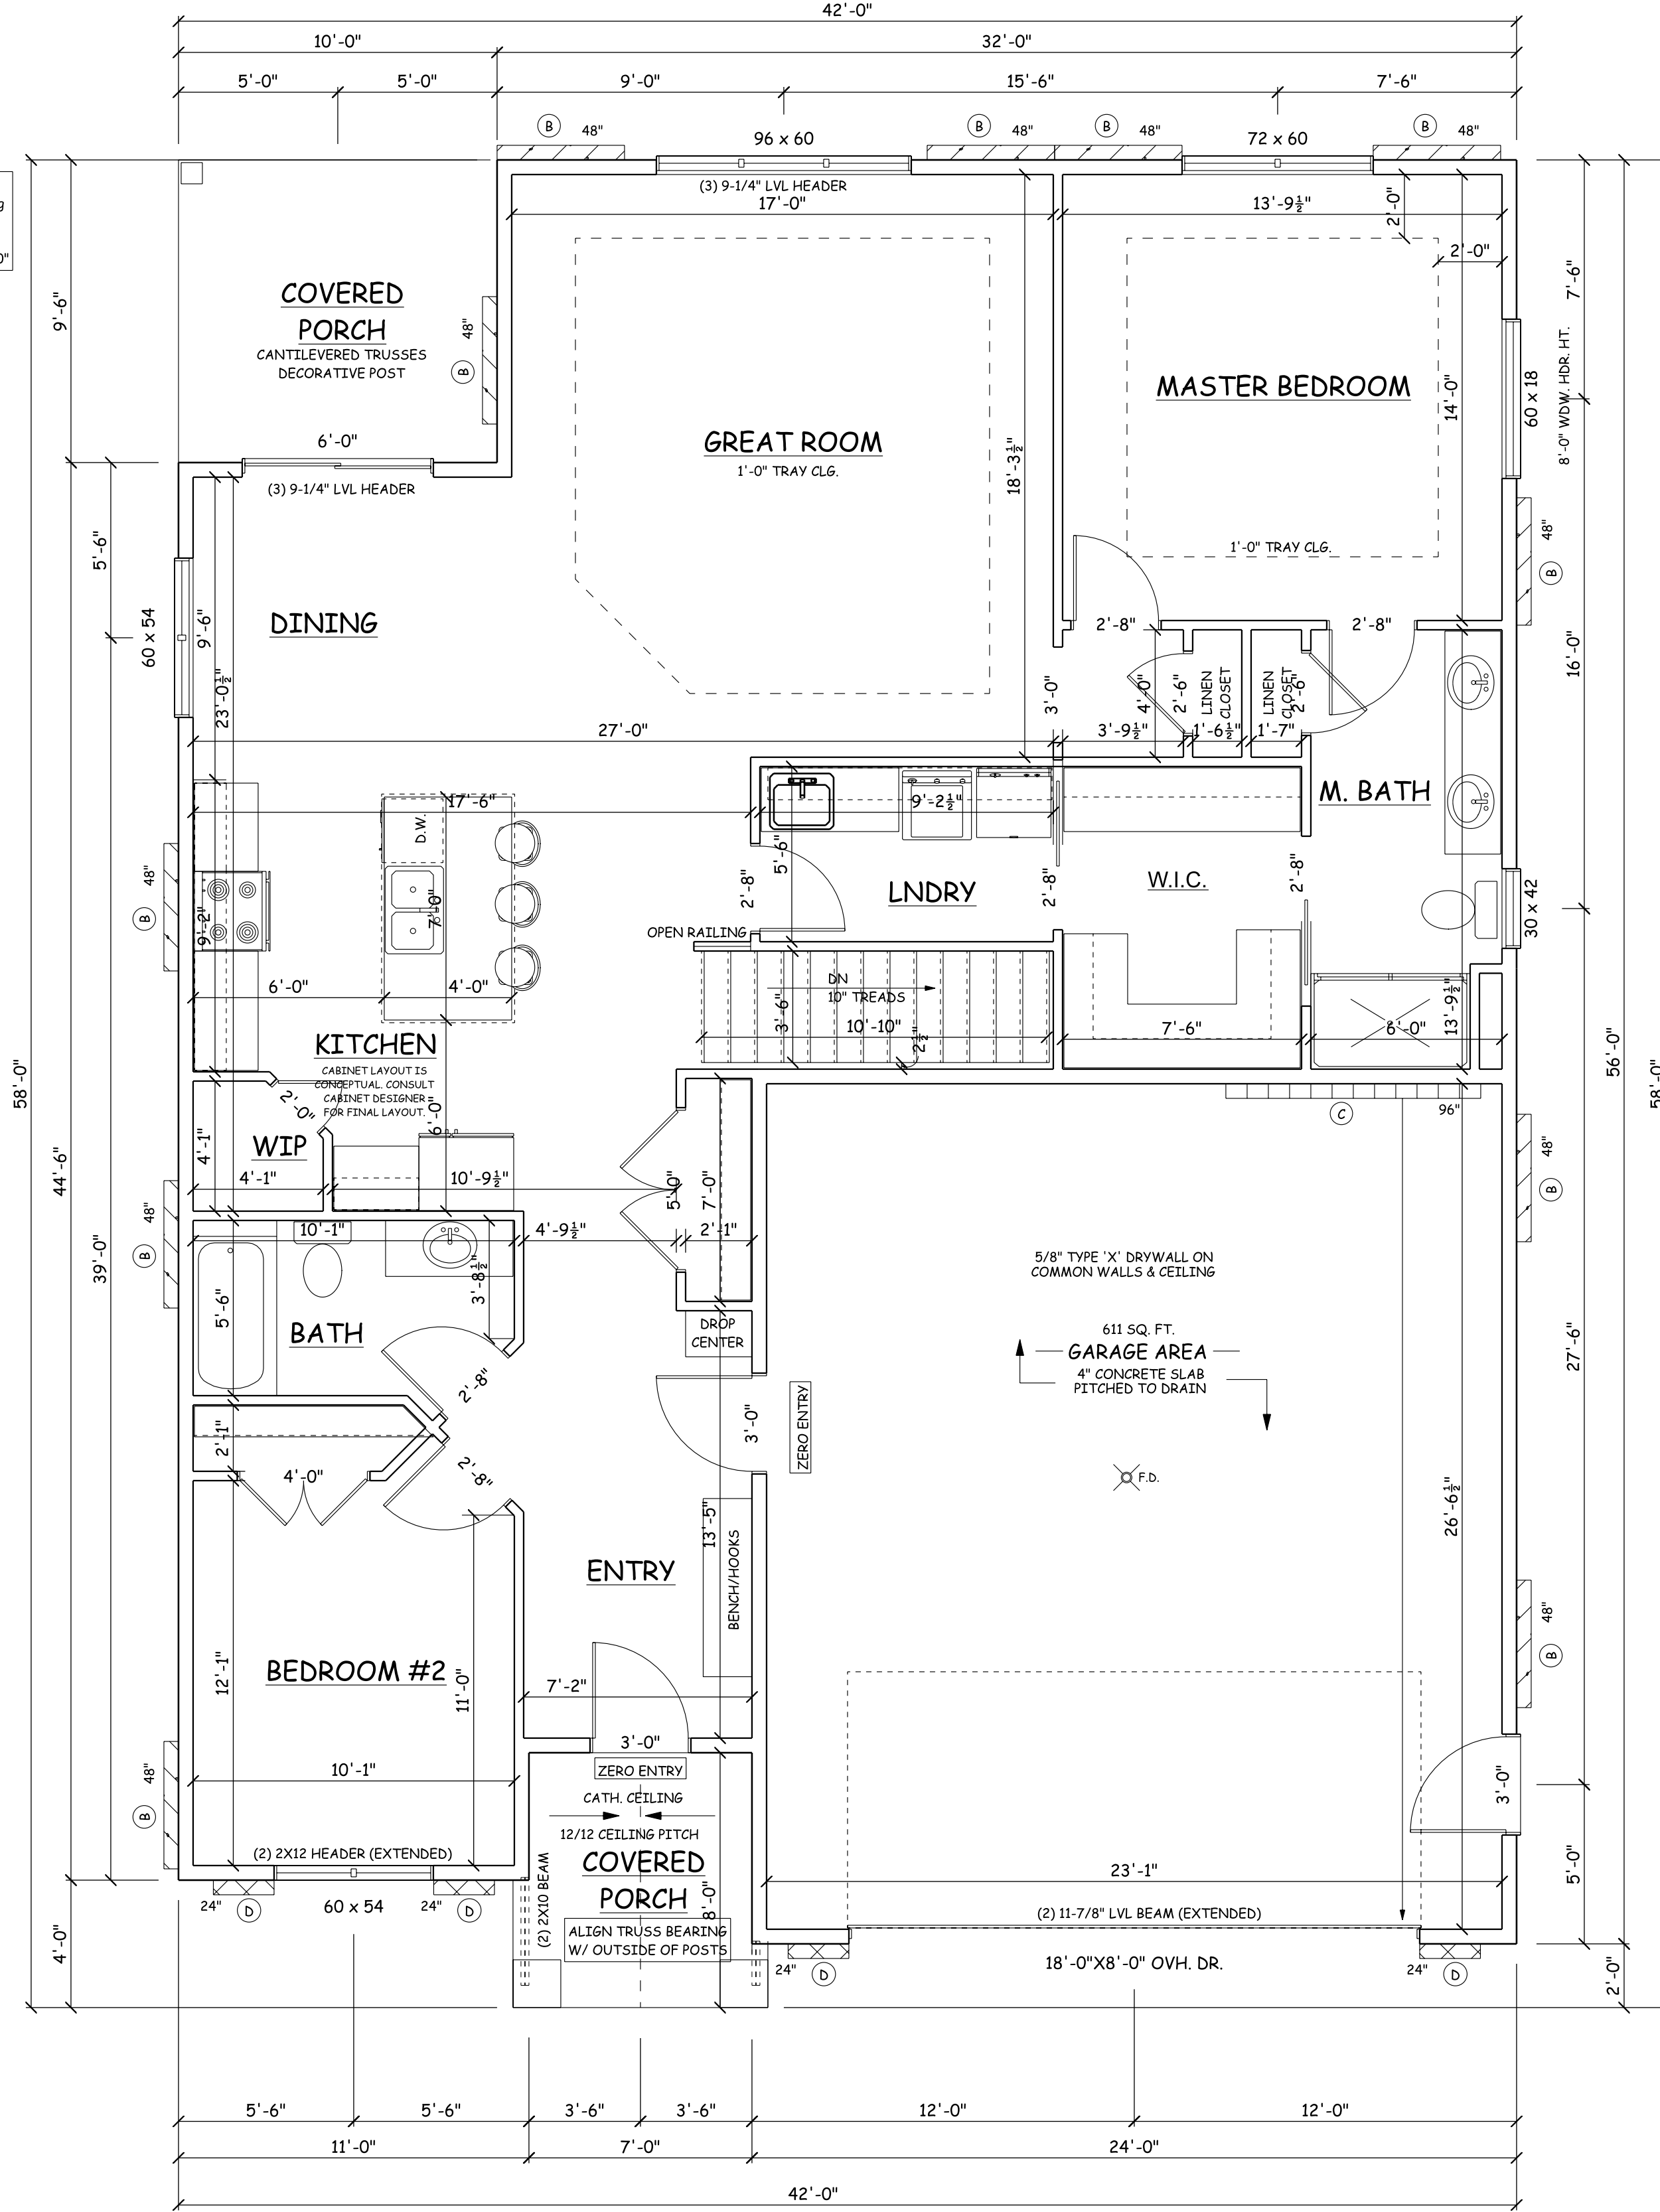 42'-0"
10'-0" 32'-0"
5'-0" 5'-0" 9'-0" 15'-6" 7'-6"
B 48" 96 x 60 B 48" B 48" 72 x 60 B 48"
(3) 9-1/4" LVL HEADER
17'-0" 13'-9½" 2'-0"
2'-0"
9'-6"
COVERED
PORCH
CANTILEVERED TRUSSES
DECORATIVE POST
48"
B
7'-6"
MASTER BEDROOM
14'-0"
60 x 18
8'-0" WDW. HDR. HT.
6'-0"
(3) 9-1/4" LVL HEADER
GREAT ROOM
1'-0" TRAY CLG.
18'-3½"
48"
B
1'-0" TRAY CLG.
5'-6"
60 x 54
9'-6"
23'-0½"
DINING
2'-8" 2'-8"
16'-0"
3'-0" 4'-0" 2'-6"
LINEN
CLOSET
LINEN
CLOSET
2'-6"
27'-0" 3'-9½" 1'-6½" 1'-7"
17'-6" 9'-2½"
M. BATH
D.W.
5'-6"
48"
B
9'-2"
7'-0"
2'-8"
LNDRY
2'-8"
W.I.C.
2'-8"
30 x 42
OPEN RAILING
DN
10" TREADS
6'-0" 4'-0"
3'-6"
10'-10"
2½"
7'-6" 6'-0"
13'-9½"
KITCHEN
CABINET LAYOUT IS
CONCEPTUAL. CONSULT
CABINET DESIGNER
FOR FINAL LAYOUT.
58'-0"
56'-0"
58'-0"
2'-0"
6'-0"
C 96"
44'-6"
WIP
4'-1"
4'-1" 10'-9½"
5'-0"
7'-0"
48"
B
48"
B
10'-1" 4'-9½" 2'-1"
39'-0"
3'-8½"
5'-6"
BATH
DROP
CENTER
5/8" TYPE 'X' DRYWALL ON
COMMON WALLS & CEILING
611 SQ. FT.
GARAGE AREA
4" CONCRETE SLAB
PITCHED TO DRAIN
27'-6"
2'-8"
3'-0"
ZERO ENTRY
2'-1"
4'-0"
2'-8"
F.D.
26'-6½"
13'-5"
BENCH/HOOKS
ENTRY
48"
B
BEDROOM #2
12'-1"
11'-0"
7'-2"
3'-0"
ZERO ENTRY
48"
B
10'-1"
CATH. CEILING
12/12 CEILING PITCH
3'-0"
(2) 2X12 HEADER (EXTENDED)
(2) 2X10 BEAM
COVERED
PORCH
8'-0"
ALIGN TRUSS BEARING
W/ OUTSIDE OF POSTS
23'-1"
5'-0"
24" D 60 x 54 24" D
(2) 11-7/8" LVL BEAM (EXTENDED)
4'-0"
24" D 18'-0"X8'-0" OVH. DR. 24" D
2'-0"
5'-6" 5'-6" 3'-6" 3'-6" 12'-0" 12'-0"
11'-0" 7'-0" 24'-0"
42'-0"